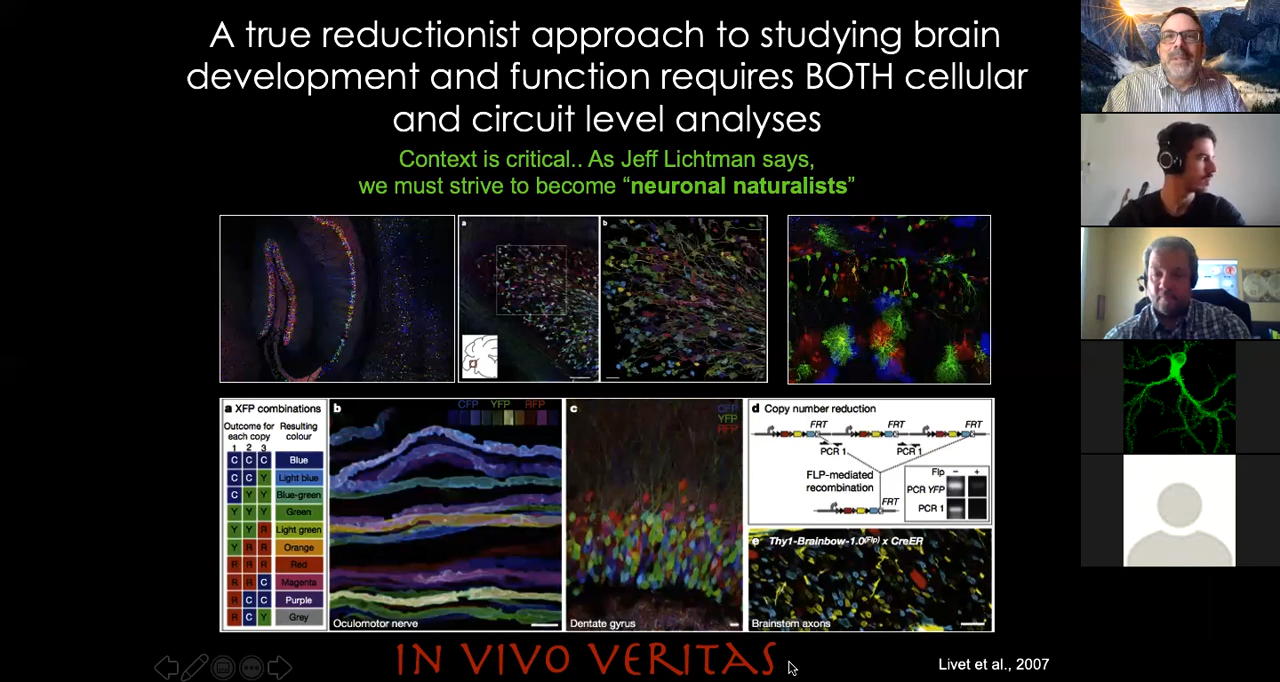 A true reductionist approach to studying brain
development and function requires BOTH cellular
and circuit level analyses
Context is critical.. As Jeff Lichtman says,
we must strive to become “neuronal naturalists”
a
b
a XFP combinations
Outcome for each copy
Resulting colour
1 2 3
C C C Blue
C C Y Light blue
C Y Y Blue-green
Y Y Y Green
Y Y R Light green
Y R R Orange
R R R Red
R R C Magenta
R C C Purple
R C Y Grey
b
CFP YFP RFP
Oculomotor nerve
c
CFP
YFP
RFP
Dentate gyrus
d Copy number reduction
FRT FRT FRT
PCR 1 PCR 1
FLP-mediated
recombination
FRT
Flp − +
PCR YFP
PCR 1
e Thy1-Brainbow-1.0(Flp) x CreER
Brainstem axons
IN VIVO VERITAS
Livet et al., 2007